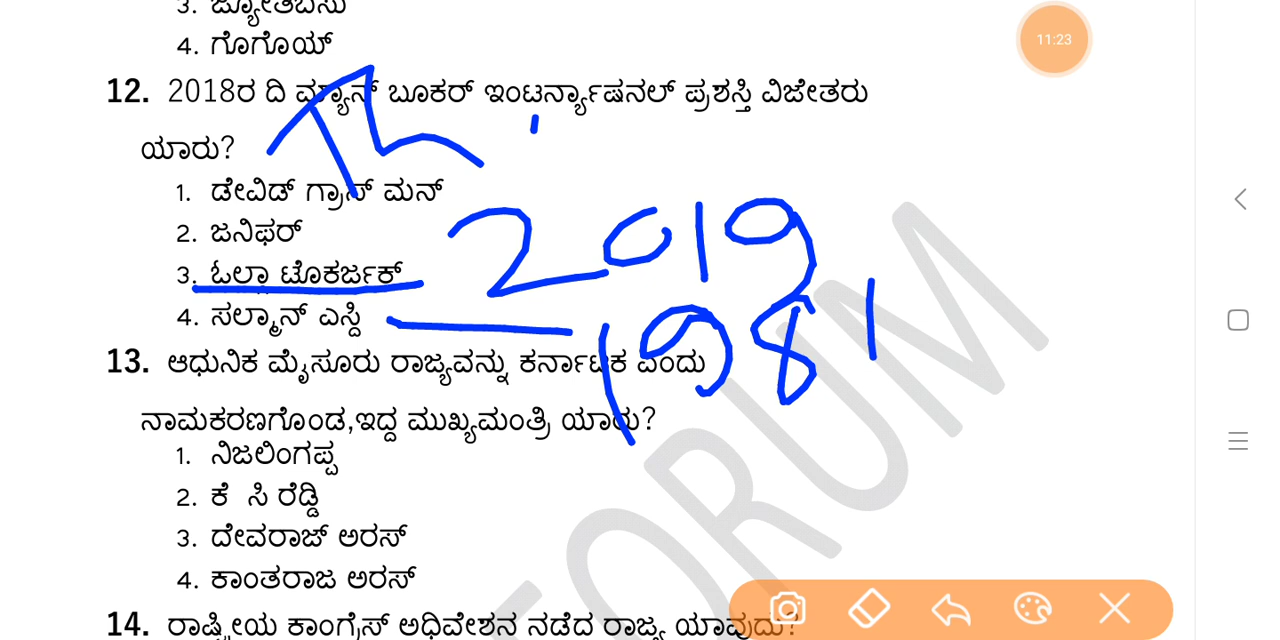 3. ಜ್ಯೋತಿಬಸು
4. ಗೊಗೊಯ್
11:23
12. 2018ರ ದಿ ಮ್ಯಾನ್ ಬೂಕರ್ ಇಂಟರ್ನ್ಯಾಷನಲ್ ಪ್ರಶಸ್ತಿ ವಿಜೇತರು
ಯಾರು?
1. ಡೇವಿಡ್ ಗ್ರಾಸ್ ಮನ್
2. ಜನಿಫರ್
2019
3. ಓಲ್ಗಾ ಟೊಕರ್ಜಕ್
4. ಸಲ್ಮಾನ್ ಎಸ್ದಿ
1981
13. ಆಧುನಿಕ ಮೈಸೂರು ರಾಜ್ಯವನ್ನು ಕರ್ನಾಟಕ ಎಂದು
ನಾಮಕರಣಗೊಂಡ,ಇದ್ದ ಮುಖ್ಯಮಂತ್ರಿ ಯಾರು?
1. ನಿಜಲಿಂಗಪ್ಪ
2. ಕೆ ಸಿ ರೆಡ್ಡಿ
3. ದೇವರಾಜ್ ಅರಸ್
4. ಕಾಂತರಾಜ ಅರಸ್
14. ರಾಷ್ಟ್ರೀಯ ಕಾಂಗ್ರೆಸ್ ಅಧಿವೇಶನ ನಡೆದ ರಾಜ್ಯ ಯಾವುದು?
FORUM